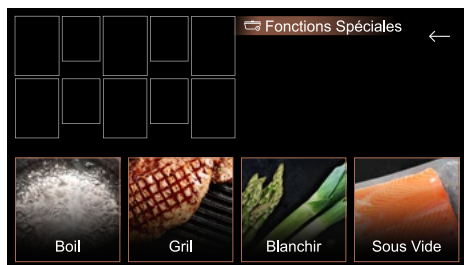 Fonctions Spéciales
Boil
Gril
Blanchir
Sous Vide